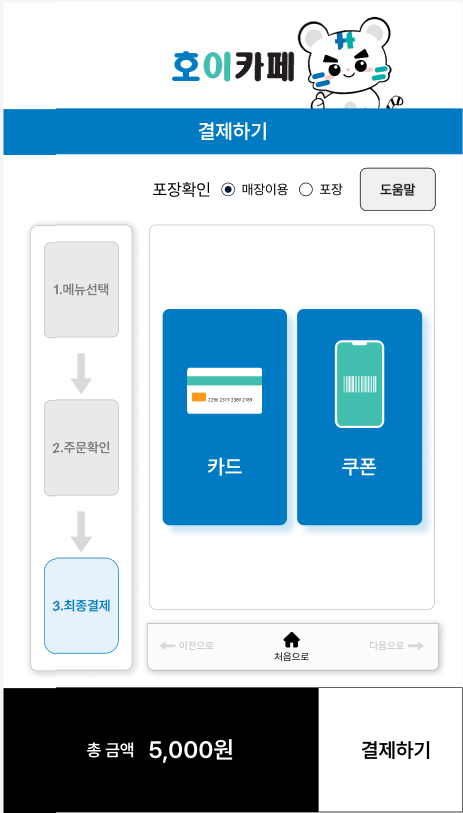 호이카페
결제하기
포장확인 매장이용 포장 도움말
1.메뉴선택
2.주문확인
3.최종결제
카드
쿠폰
이전으로
처음으로
다음으로
총 금액 5,000원
결제하기